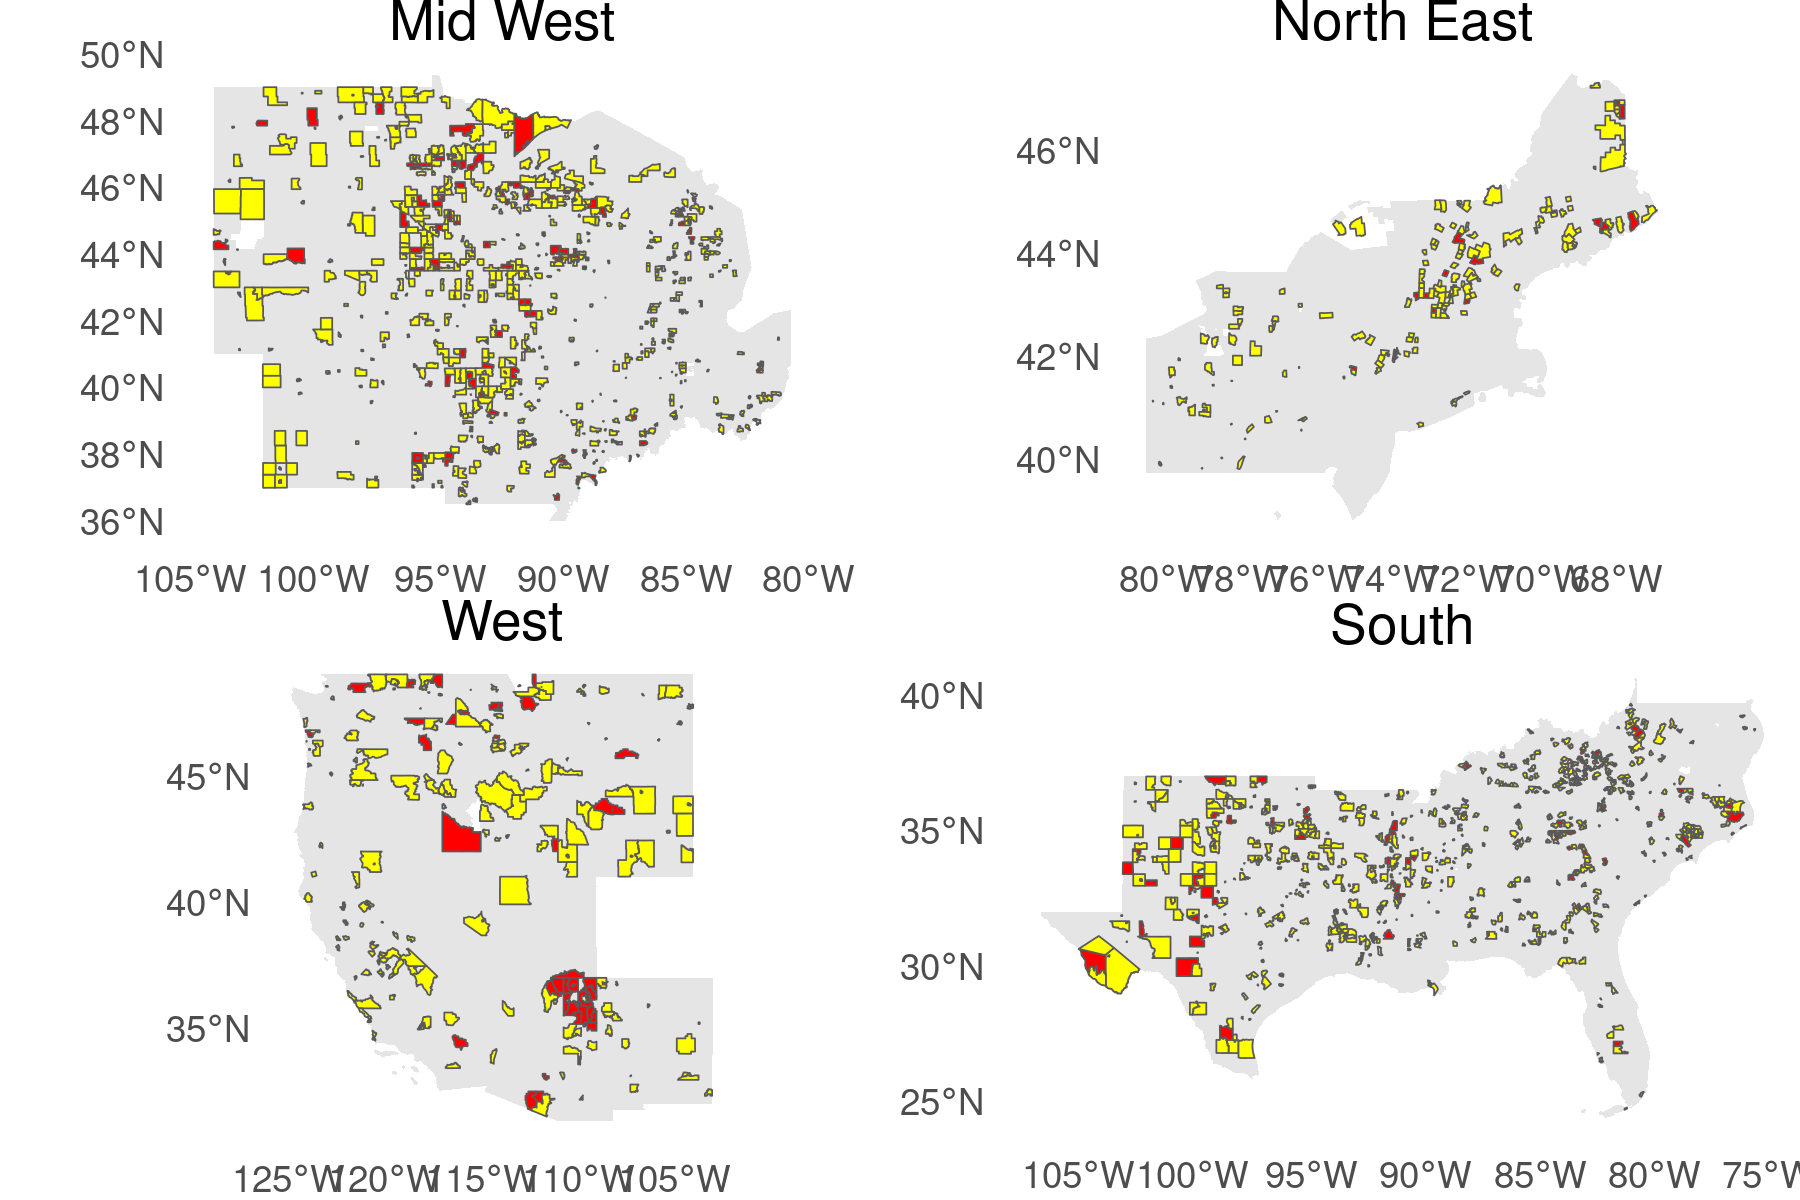 Mid West
50°N
48°N
46°N
44°N
42°N
40°N
38°N
36°N
105°W 100°W 95°W 90°W 85°W 80°W
North East
46°N
44°N
42°N
40°N
80°W 78°W 76°W 74°W 72°W 70°W 68°W
West
45°N
40°N
35°N
125°W 120°W 115°W 110°W 105°W
South
40°N
35°N
30°N
25°N
105°W 100°W 95°W 90°W 85°W 80°W 75°W